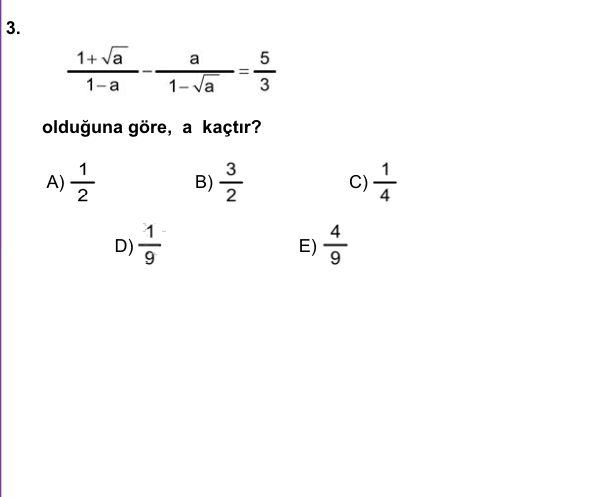 3.
(1+√a)/(1−a) − a/(1−√a) = 5/3
olduğuna göre, a kaçtır?
A) 1/2 B) 3/2 C) 1/4
D) 1/9 E) 4/9